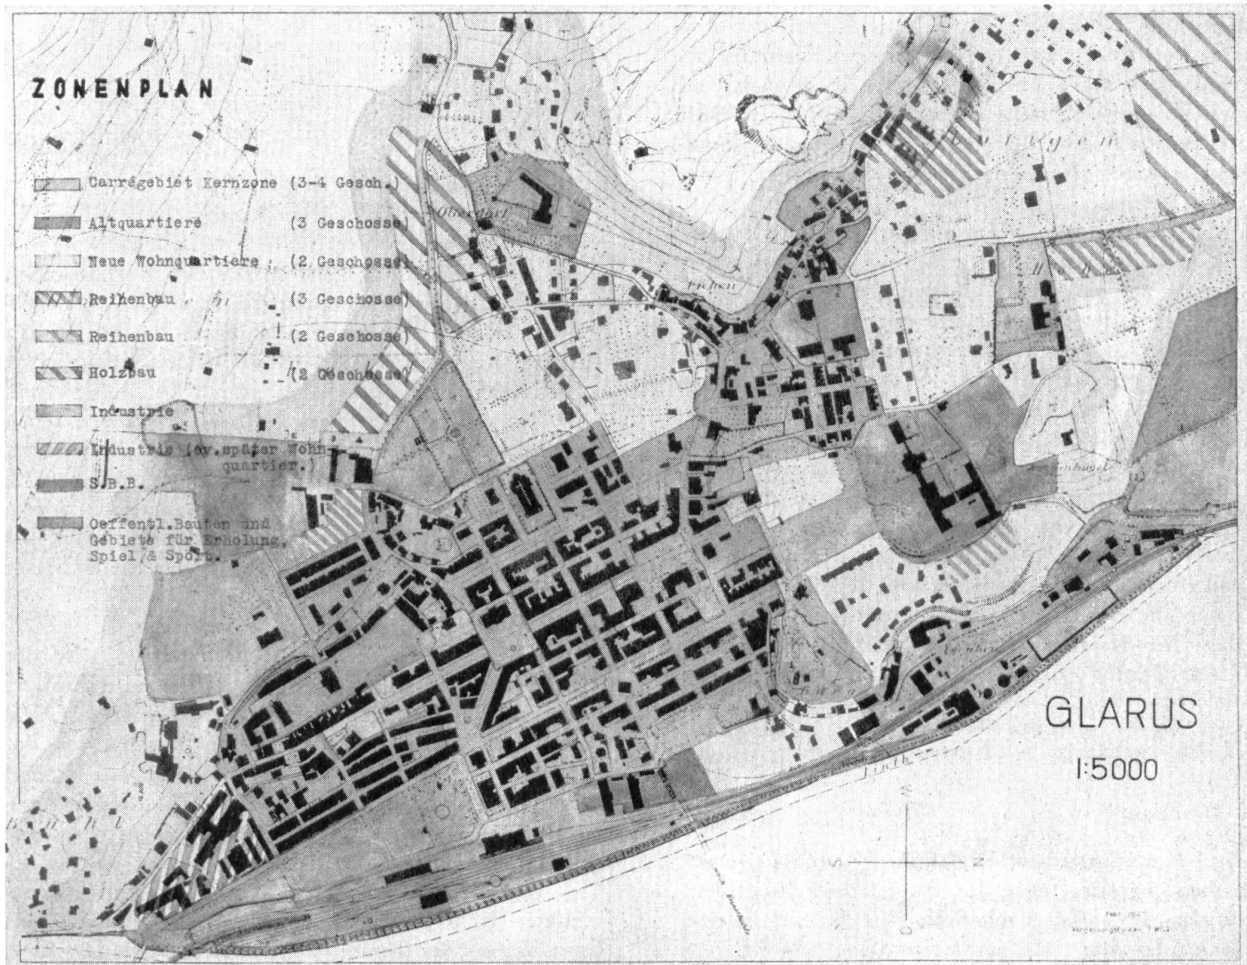 ZONENPLAN
Carrégebiet Kernzone (3-4 Gesch.)
Altquartiere (3 Geschosse)
Neue Wohnquartiere (2 Geschosse)
Reihenbau (3 Geschosse)
Reihenbau (2 Geschosse)
Holzbau (2 Geschosse)
Industrie
Industrie (ev.später Wohn-
quartier.)
S.B.B.
Oeffentl.Bauten und
Gebiete für Erholung,
Spiel & Sport.
Oberdorf
GLARUS
1:5000
Linth